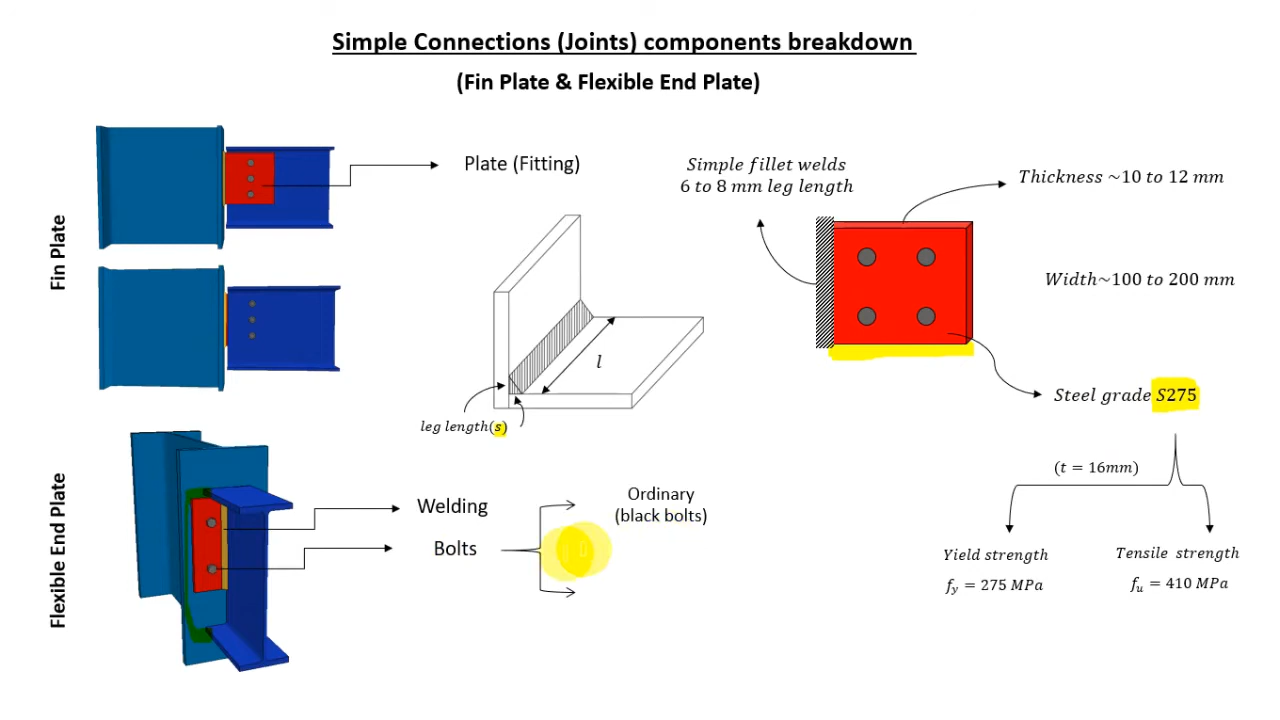 Simple Connections (Joints) components breakdown
(Fin Plate & Flexible End Plate)
Fin Plate
Plate (Fitting)
leg length(s)
l
Simple fillet welds
6 to 8 mm leg length
Thickness ~10 to 12 mm
Width~100 to 200 mm
Steel grade S275
(t = 16mm)
Yield strength
fy = 275 MPa
Tensile strength
fu = 410 MPa
Flexible End Plate
Welding
Bolts
Ordinary
(black bolts)